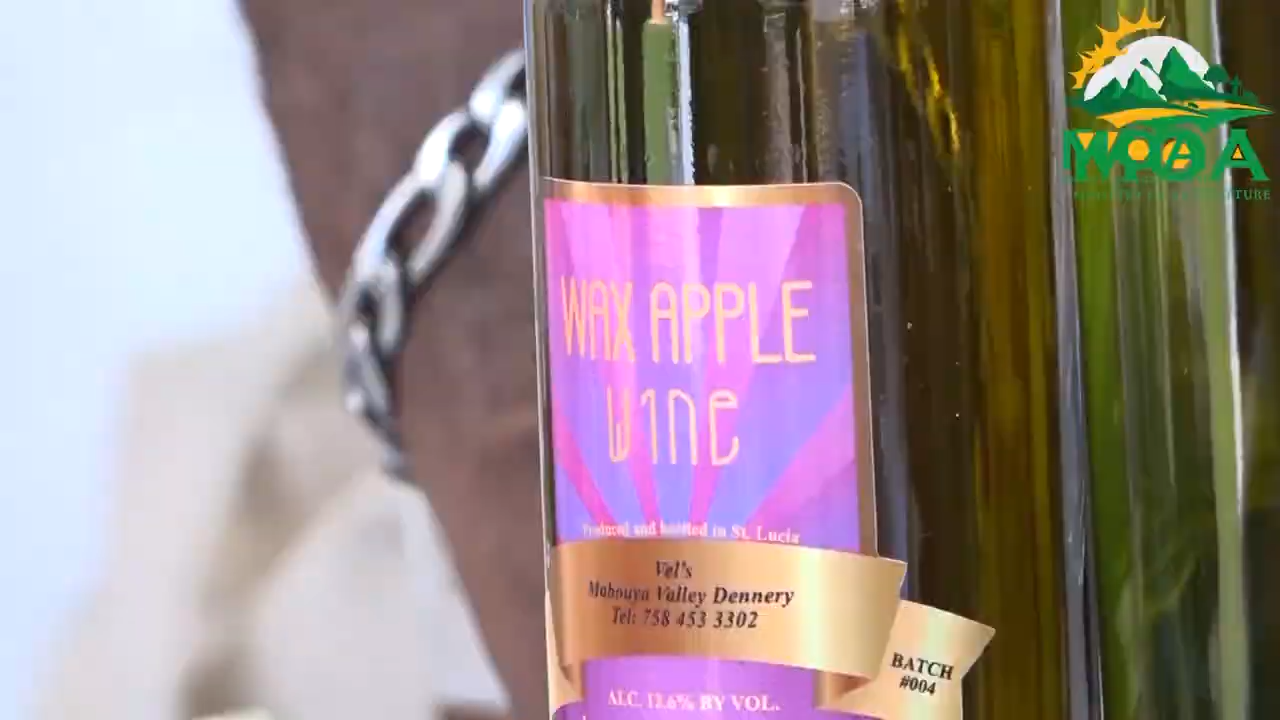 WAX APPLE
WINE
Produced and bottled in St. Lucia
Vel's
Mabouya Valley Dennery
Tel: 758 453 3302
BATCH
#004
ALC. 12.6% BY VOL.